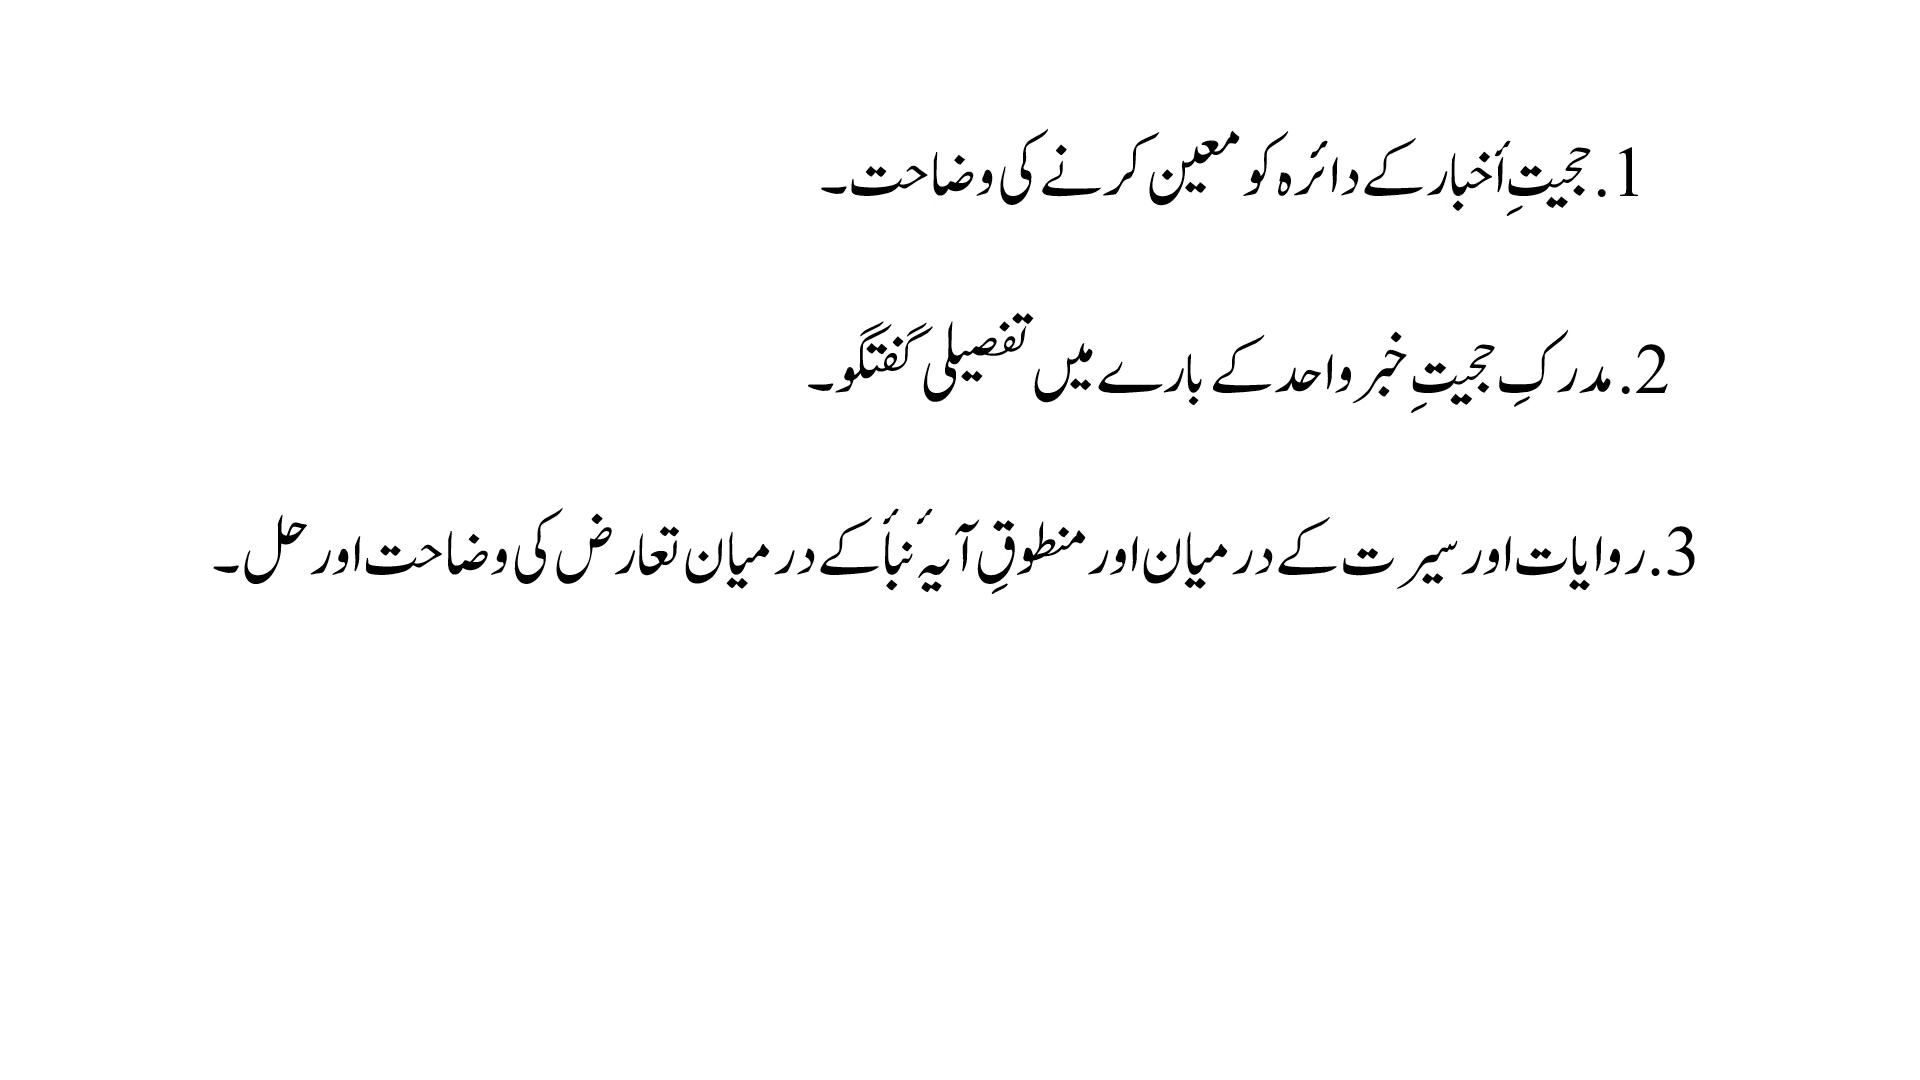 1. حجیتِ أخبار کے دائرہ کو معین کرنے کی وضاحت۔
2. مدرکِ حجیتِ خبر واحد کے بارے میں تفصیلی گفتگو۔
3. روایات اور سیرت کے درمیان اور منطوقِ آیہٴ نبأ کے درمیان تعارض کی وضاحت اور حل۔